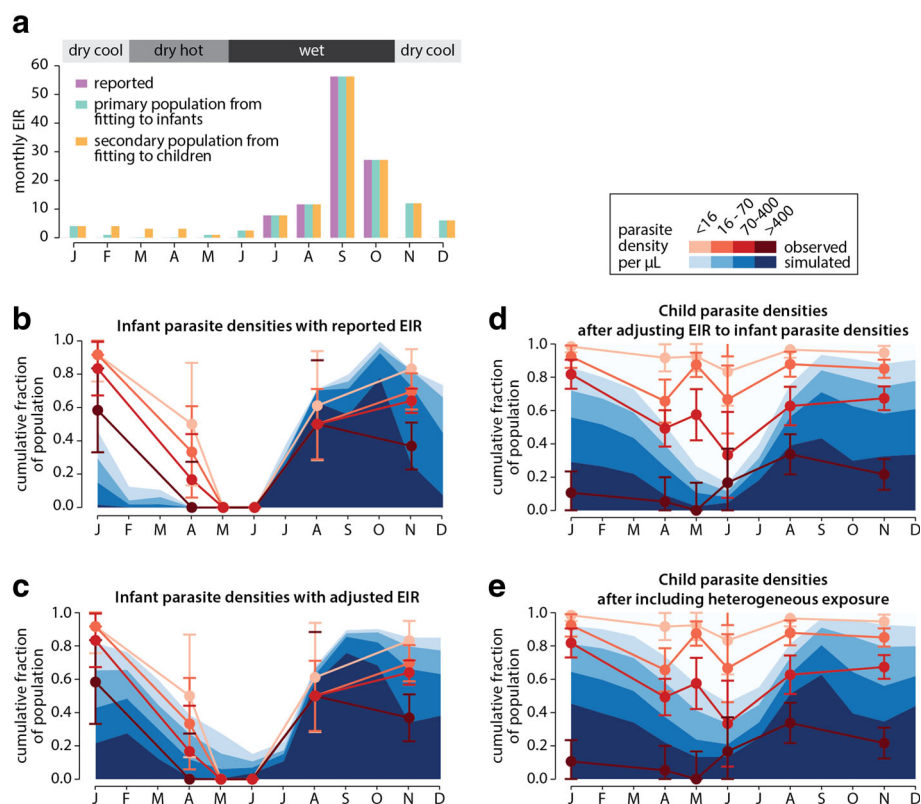 a
dry cool dry hot wet dry cool
60
50
40
30
20
10
0
monthly EIR
reported
primary population from
fitting to infants
secondary population from
fitting to children
J F M A M J J A S O N D
<16 16 - 70 70-400 >400
parasite
density
per µL
observed
simulated
b
Infant parasite densities with reported EIR
cumulative fraction
of population
1.0
0.8
0.6
0.4
0.2
0.0
J F M A M J J A S O N D
d
Child parasite densities
after adjusting EIR to infant parasite densities
cumulative fraction
of population
1.0
0.8
0.6
0.4
0.2
0.0
J F M A M J J A S O N D
c
Infant parasite densities with adjusted EIR
cumulative fraction
of population
1.0
0.8
0.6
0.4
0.2
0.0
J F M A M J J A S O N D
e
Child parasite densities
after including heterogeneous exposure
cumulative fraction
of population
1.0
0.8
0.6
0.4
0.2
0.0
J F M A M J J A S O N D